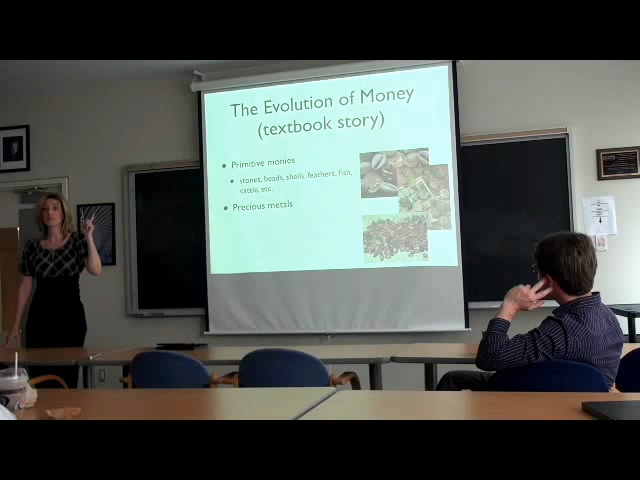 The Evolution of Money
(textbook story)
Primitive monies
stones, beads, shells, feathers, fish,
cattle, etc.
Precious metals